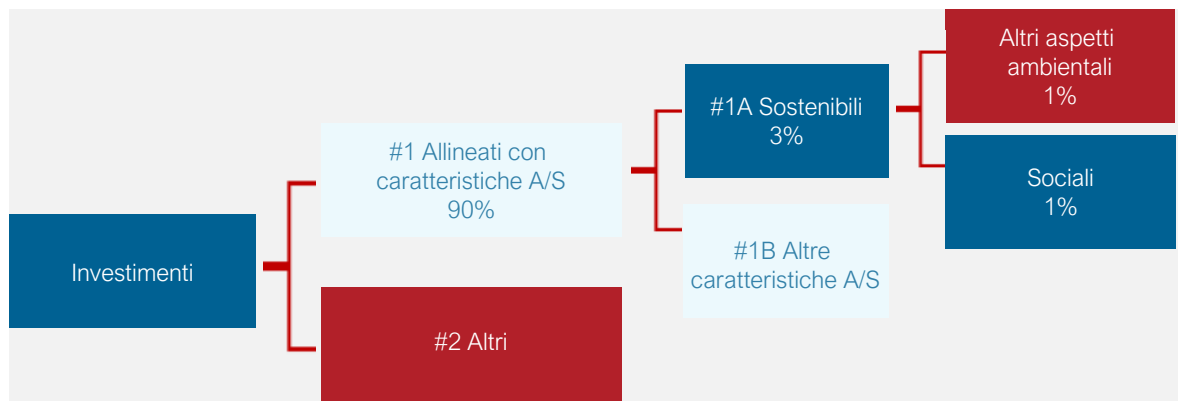 Investimenti
#1 Allineati con
caratteristiche A/S
90%
#2 Altri
#1A Sostenibili
3%
#1B Altre
caratteristiche A/S
Altri aspetti
ambientali
1%
Sociali
1%